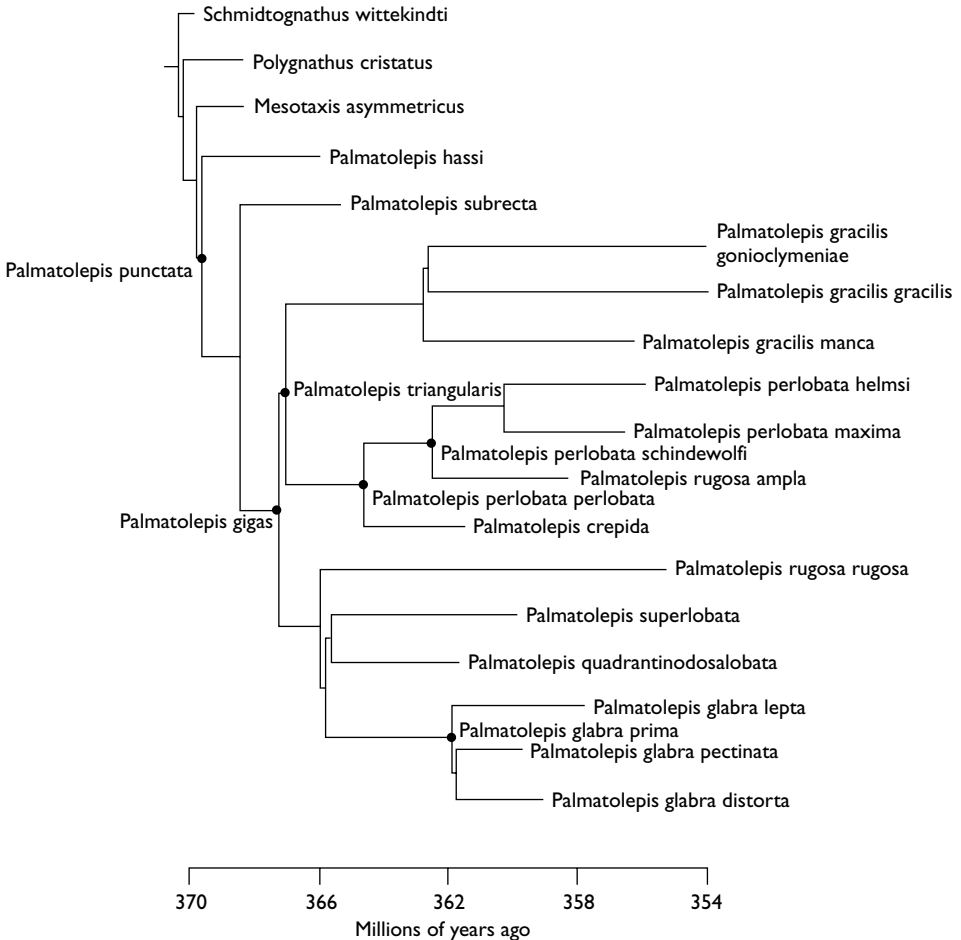 Schmidtognathus wittekindti
Polygnathus cristatus
Mesotaxis asymmetricus
Palmatolepis hassi
Palmatolepis subrecta
Palmatolepis gracilis
gonioclymeniae
Palmatolepis punctata
Palmatolepis gracilis gracilis
Palmatolepis gracilis manca
Palmatolepis perlobata helmsi
Palmatolepis triangularis
Palmatolepis perlobata maxima
Palmatolepis perlobata schindewolfi
Palmatolepis rugosa ampla
Palmatolepis perlobata perlobata
Palmatolepis gigas
Palmatolepis crepida
Palmatolepis rugosa rugosa
Palmatolepis superlobata
Palmatolepis quadrantinodosalobata
Palmatolepis glabra lepta
Palmatolepis glabra prima
Palmatolepis glabra pectinata
Palmatolepis glabra distorta
370 366 362 358 354
Millions of years ago